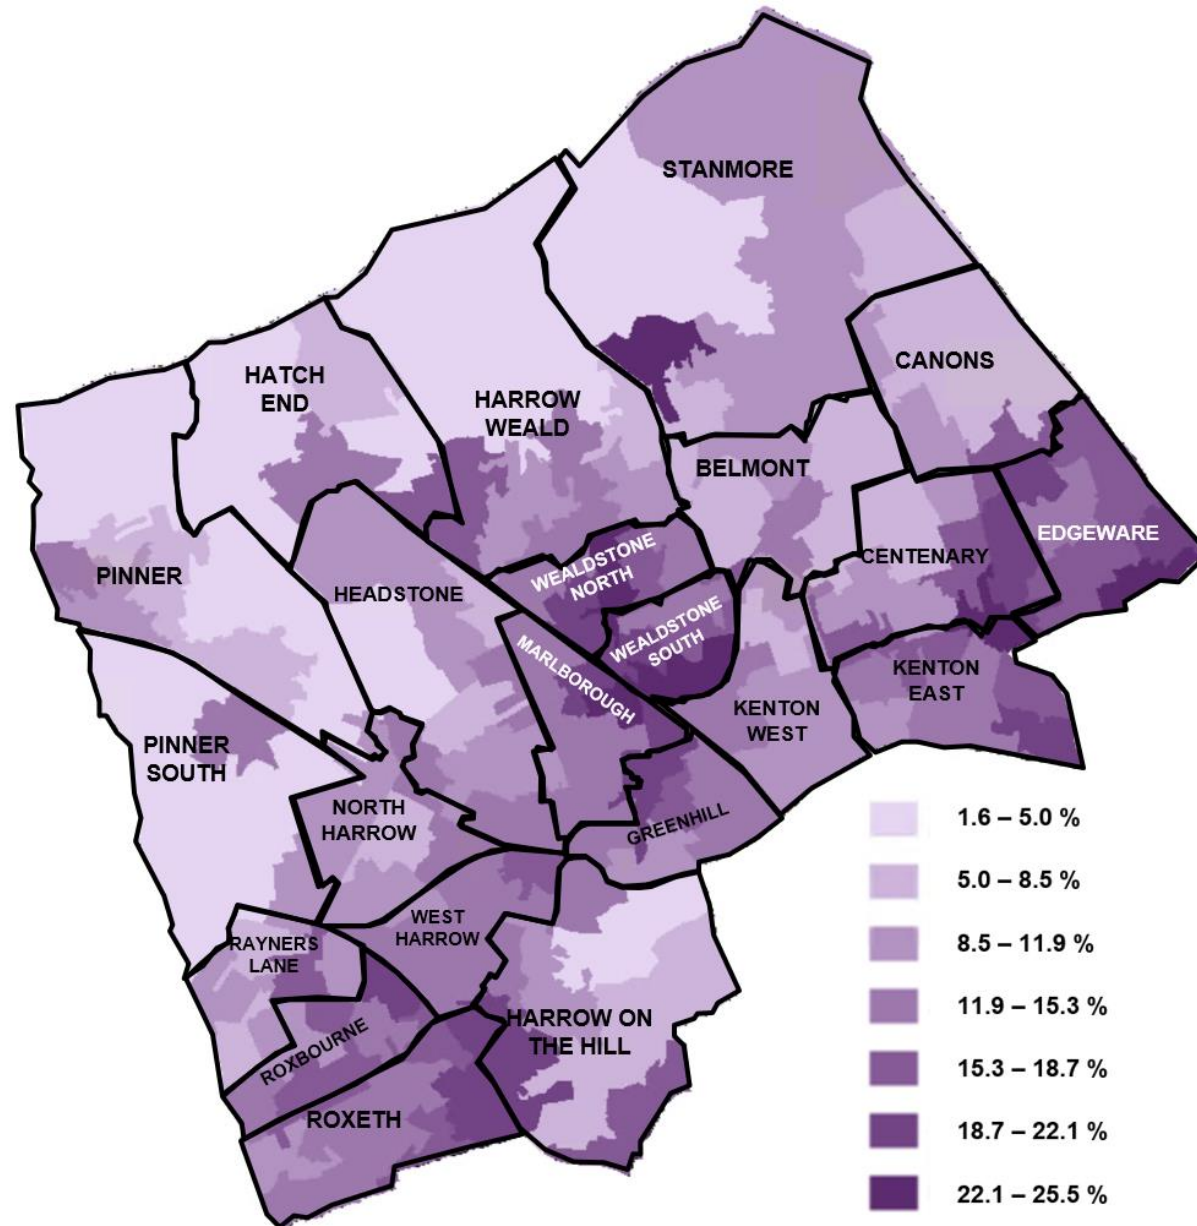 STANMORE
CANONS
HATCH
END
HARROW
WEALD
BELMONT
EDGEWARE
CENTENARY
WEALDSTONE
NORTH
PINNER
HEADSTONE
WEALDSTONE
SOUTH
MARLBOROUGH
KENTON
EAST
KENTON
WEST
PINNER
SOUTH
NORTH
HARROW
GREENHILL
WEST
HARROW
RAYNERS
LANE
HARROW ON
THE HILL
ROXBOURNE
ROXETH
1.6 – 5.0 %
5.0 – 8.5 %
8.5 – 11.9 %
11.9 – 15.3 %
15.3 – 18.7 %
18.7 – 22.1 %
22.1 – 25.5 %